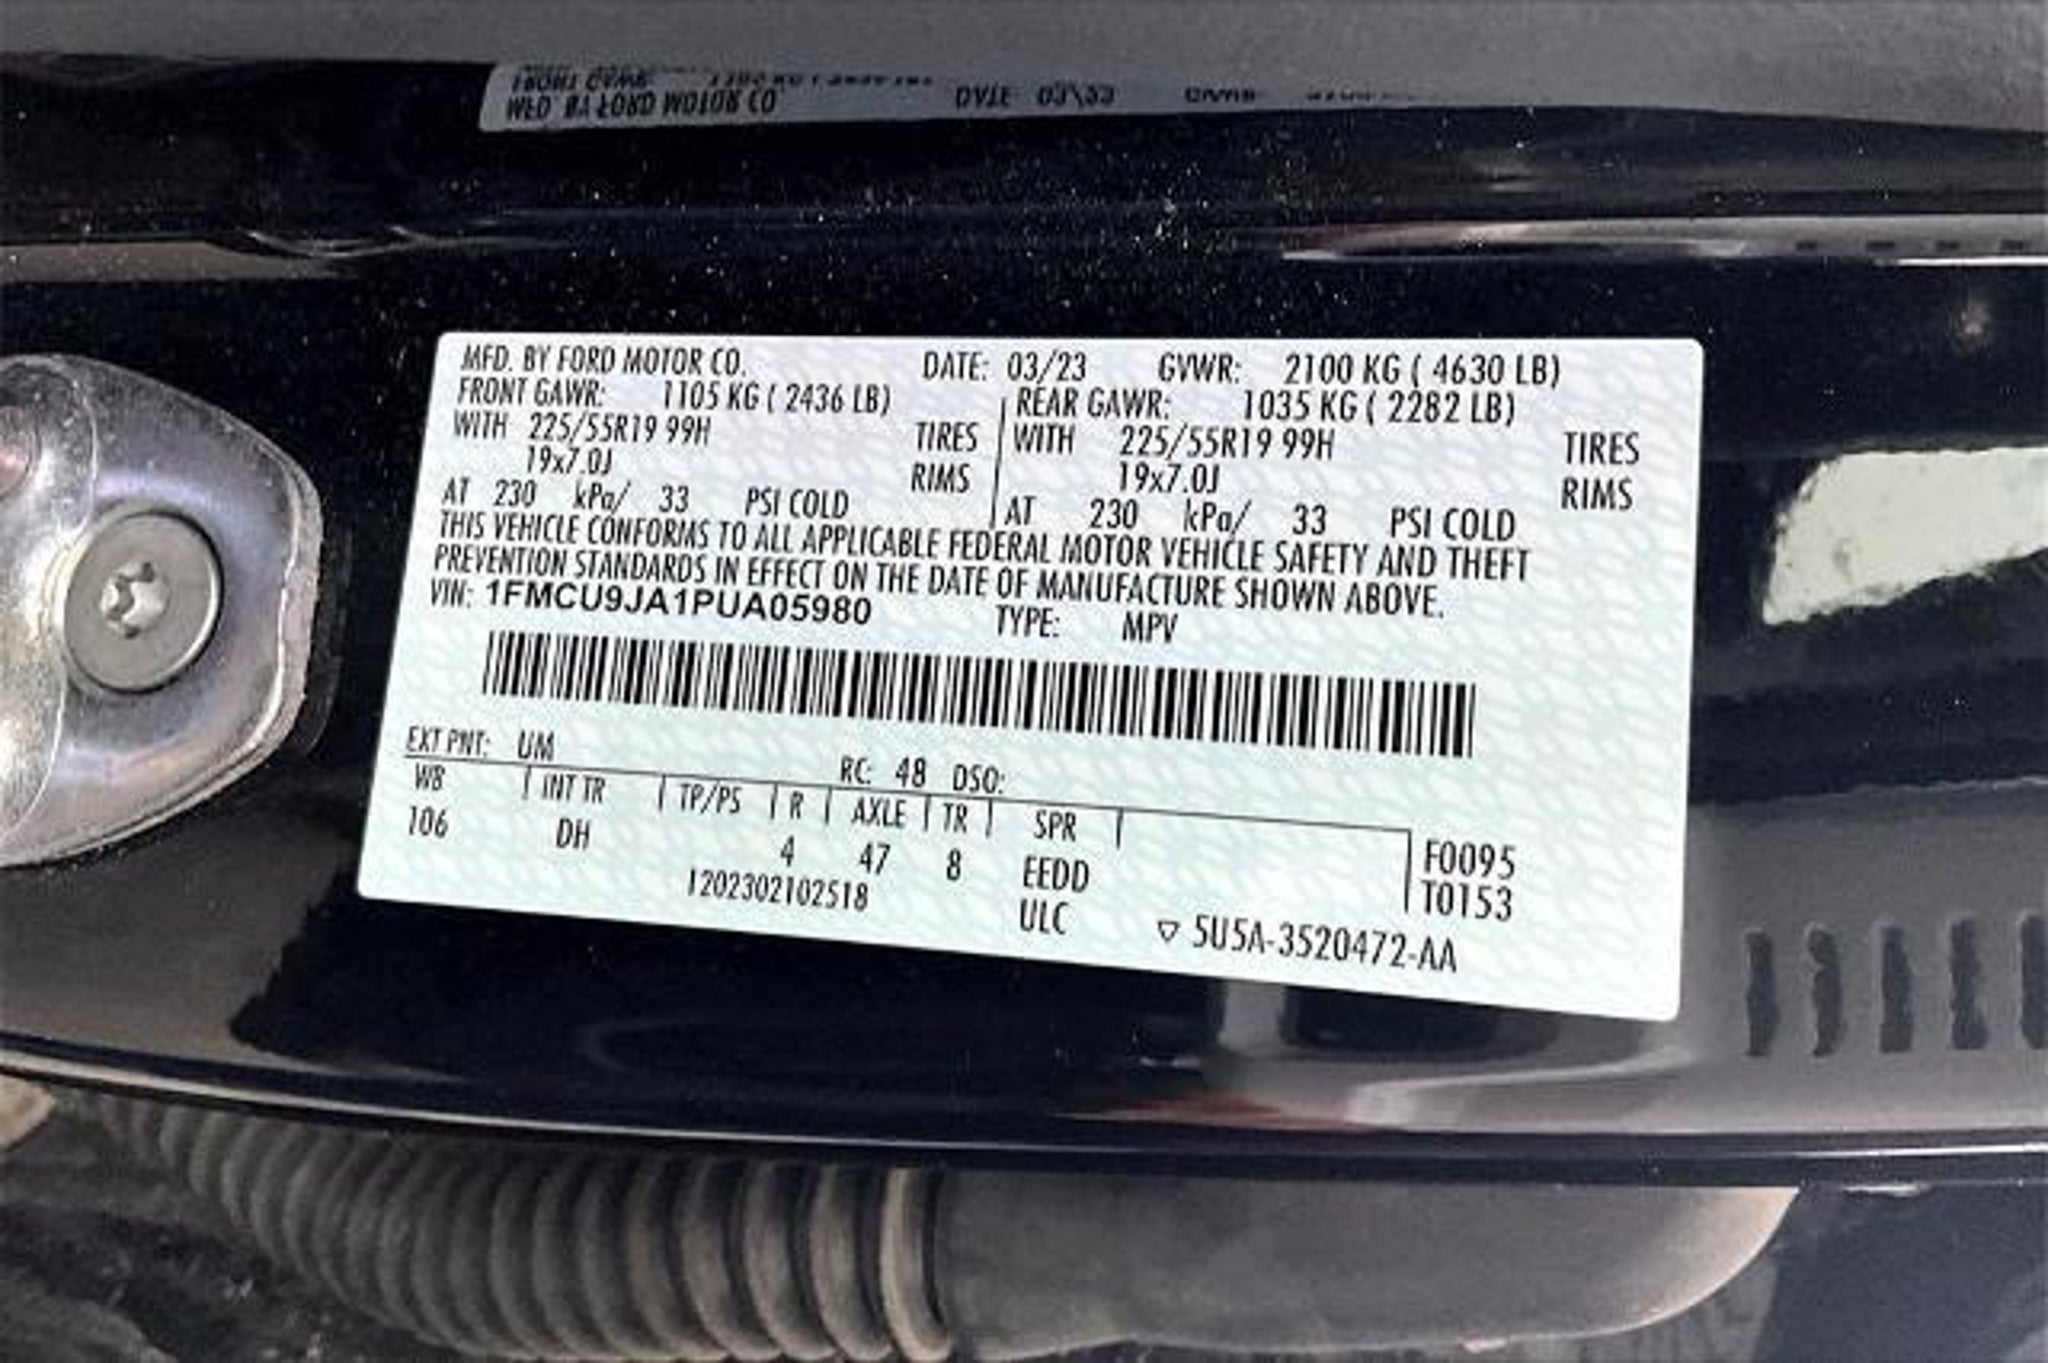 MFD. BY FORD MOTOR CO. DATE: 03/23 GVWR: 2100 KG ( 4630 LB)
FRONT GAWR: 1105 KG ( 2436 LB) REAR GAWR: 1035 KG ( 2282 LB)
WITH 225/55R19 99H TIRES WITH 225/55R19 99H TIRES
19x7.0J RIMS 19x7.0J RIMS
AT 230 kPa/ 33 PSI COLD AT 230 kPa/ 33 PSI COLD
THIS VEHICLE CONFORMS TO ALL APPLICABLE FEDERAL MOTOR VEHICLE SAFETY AND THEFT
PREVENTION STANDARDS IN EFFECT ON THE DATE OF MANUFACTURE SHOWN ABOVE.
VIN: 1FMCU9JA1PUA05980 TYPE: MPV
EXT PNT: UM RC: 48 DSO:
WB INT TR TP/PS R AXLE TR SPR
106 DH 4 47 8 EEDD F0095
1202302102518 ULC T0153
▽ 5U5A-3520472-AA